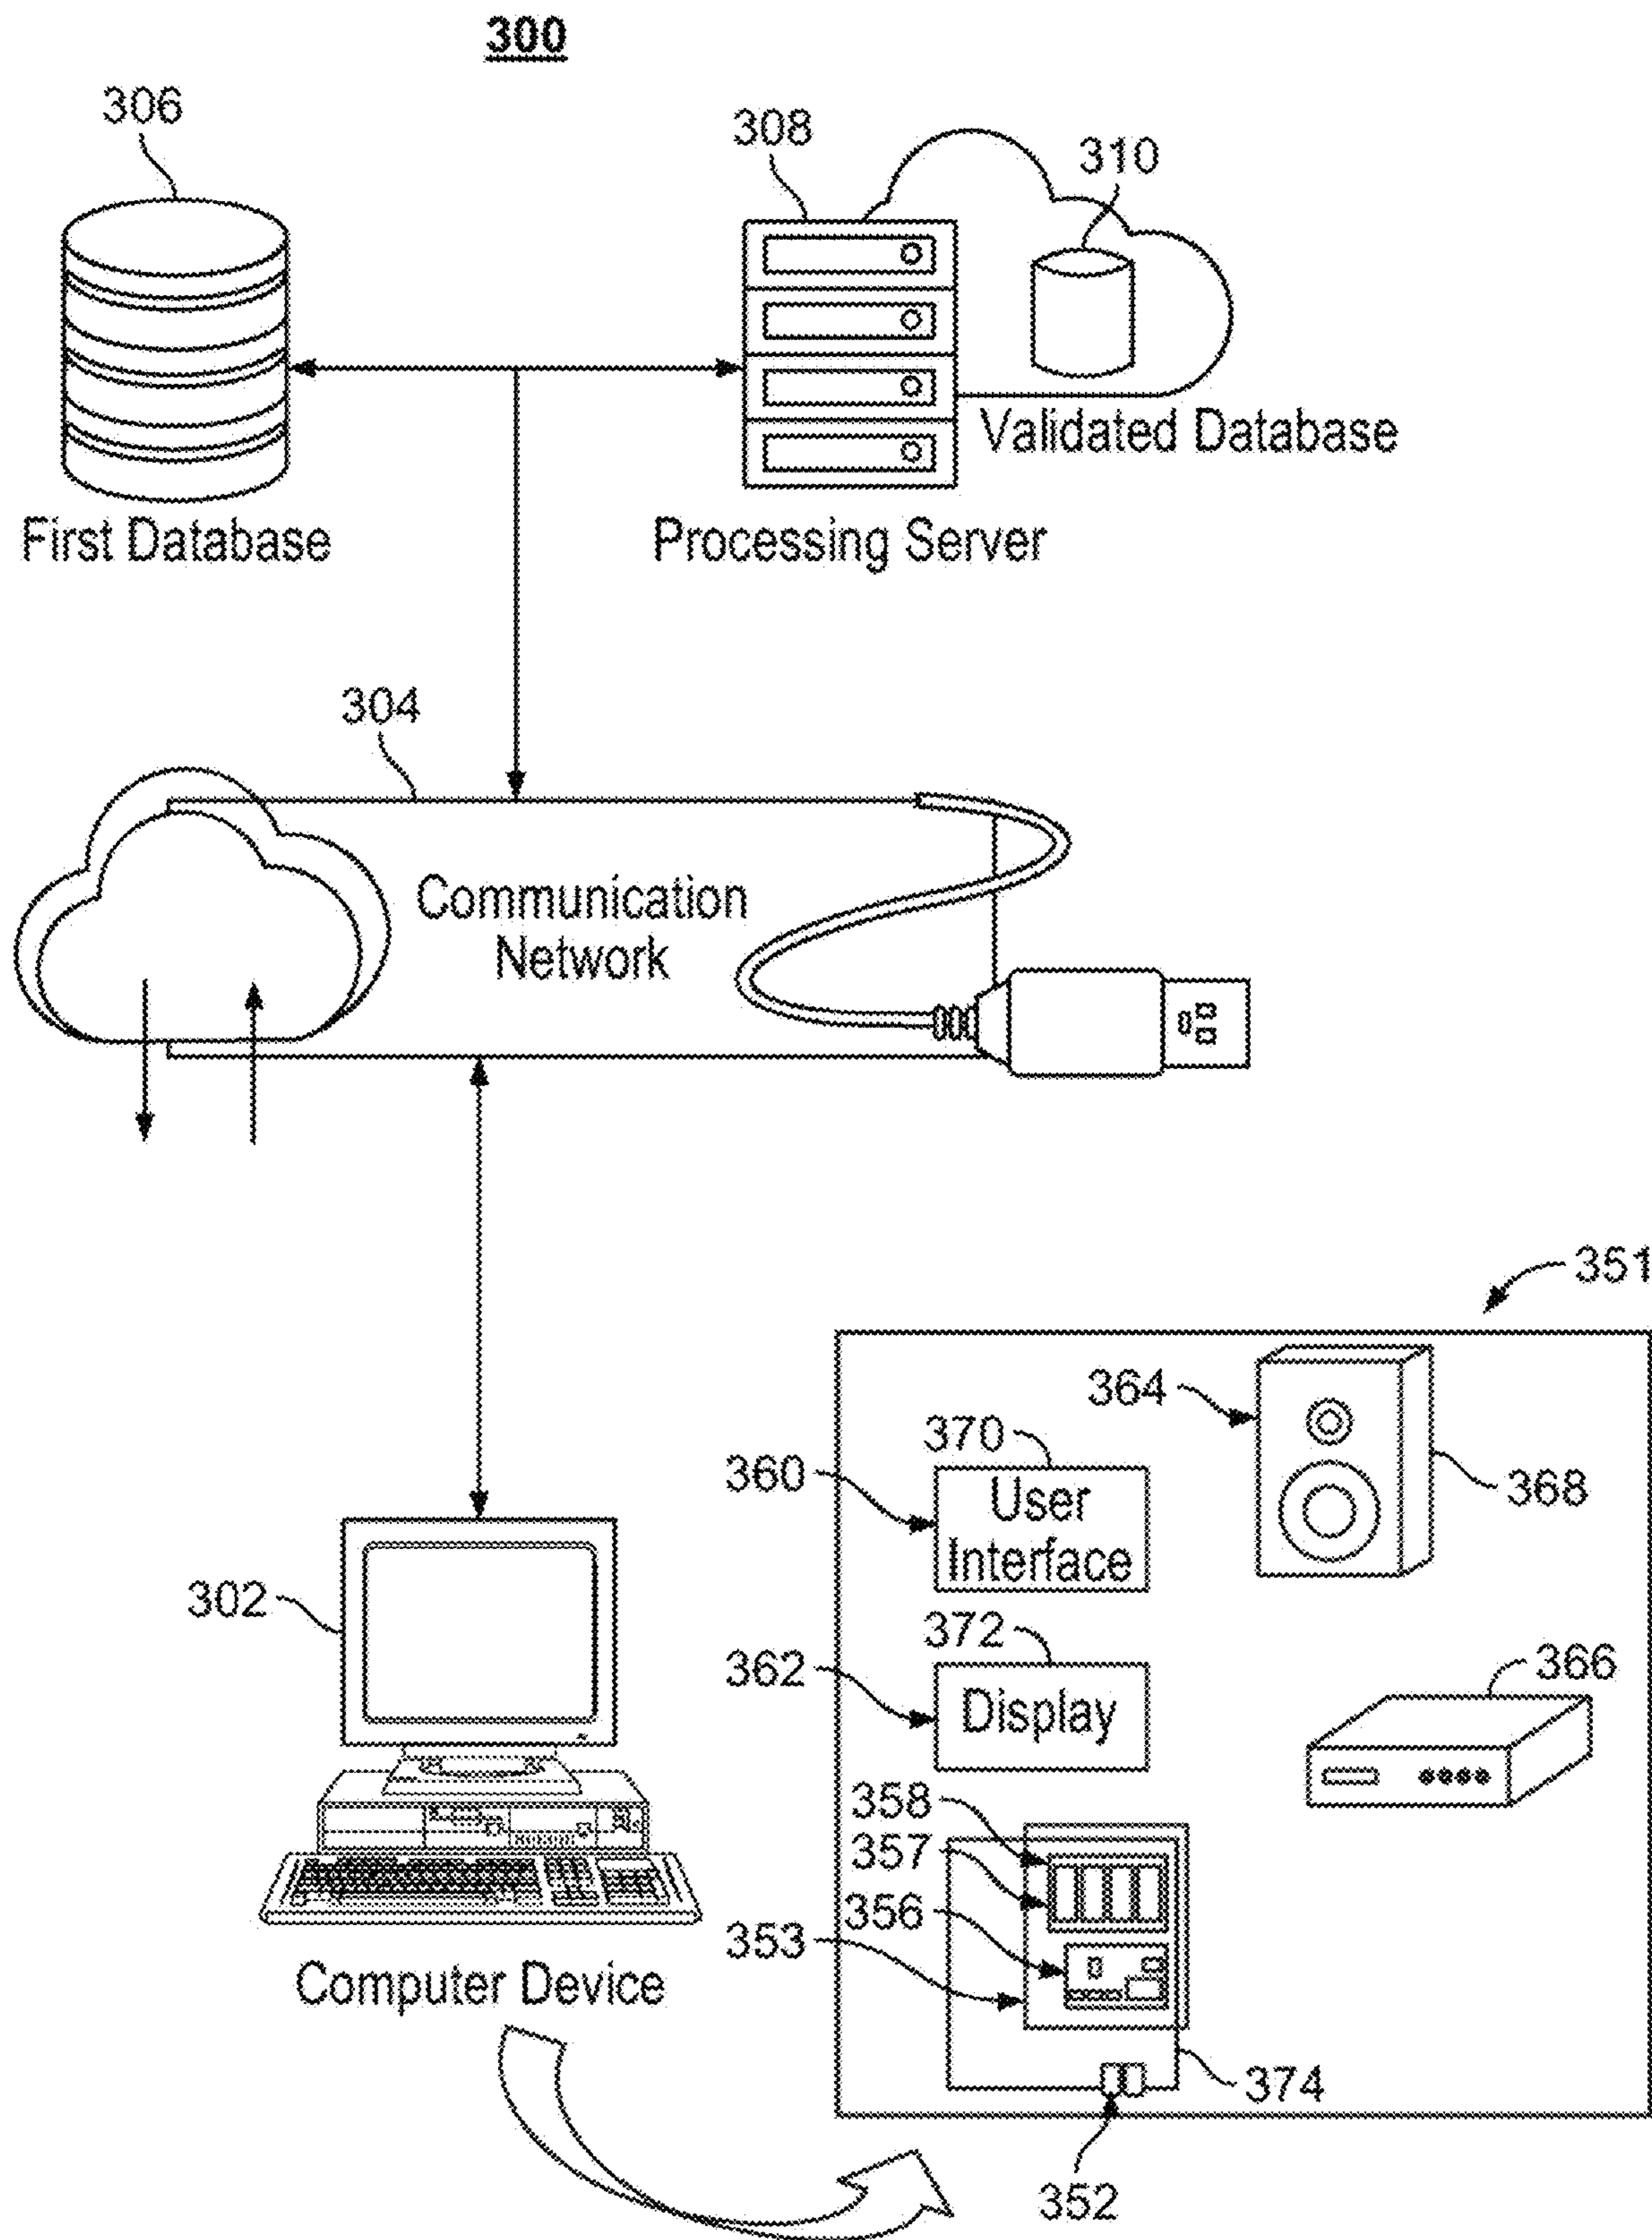 300
306
308
310
Validated Database
First Database
Processing Server
304
Communication
Network
351
364
370
360
User
Interface
368
302
372
362
Display
366
358
357
356
353
Computer Device
374
352